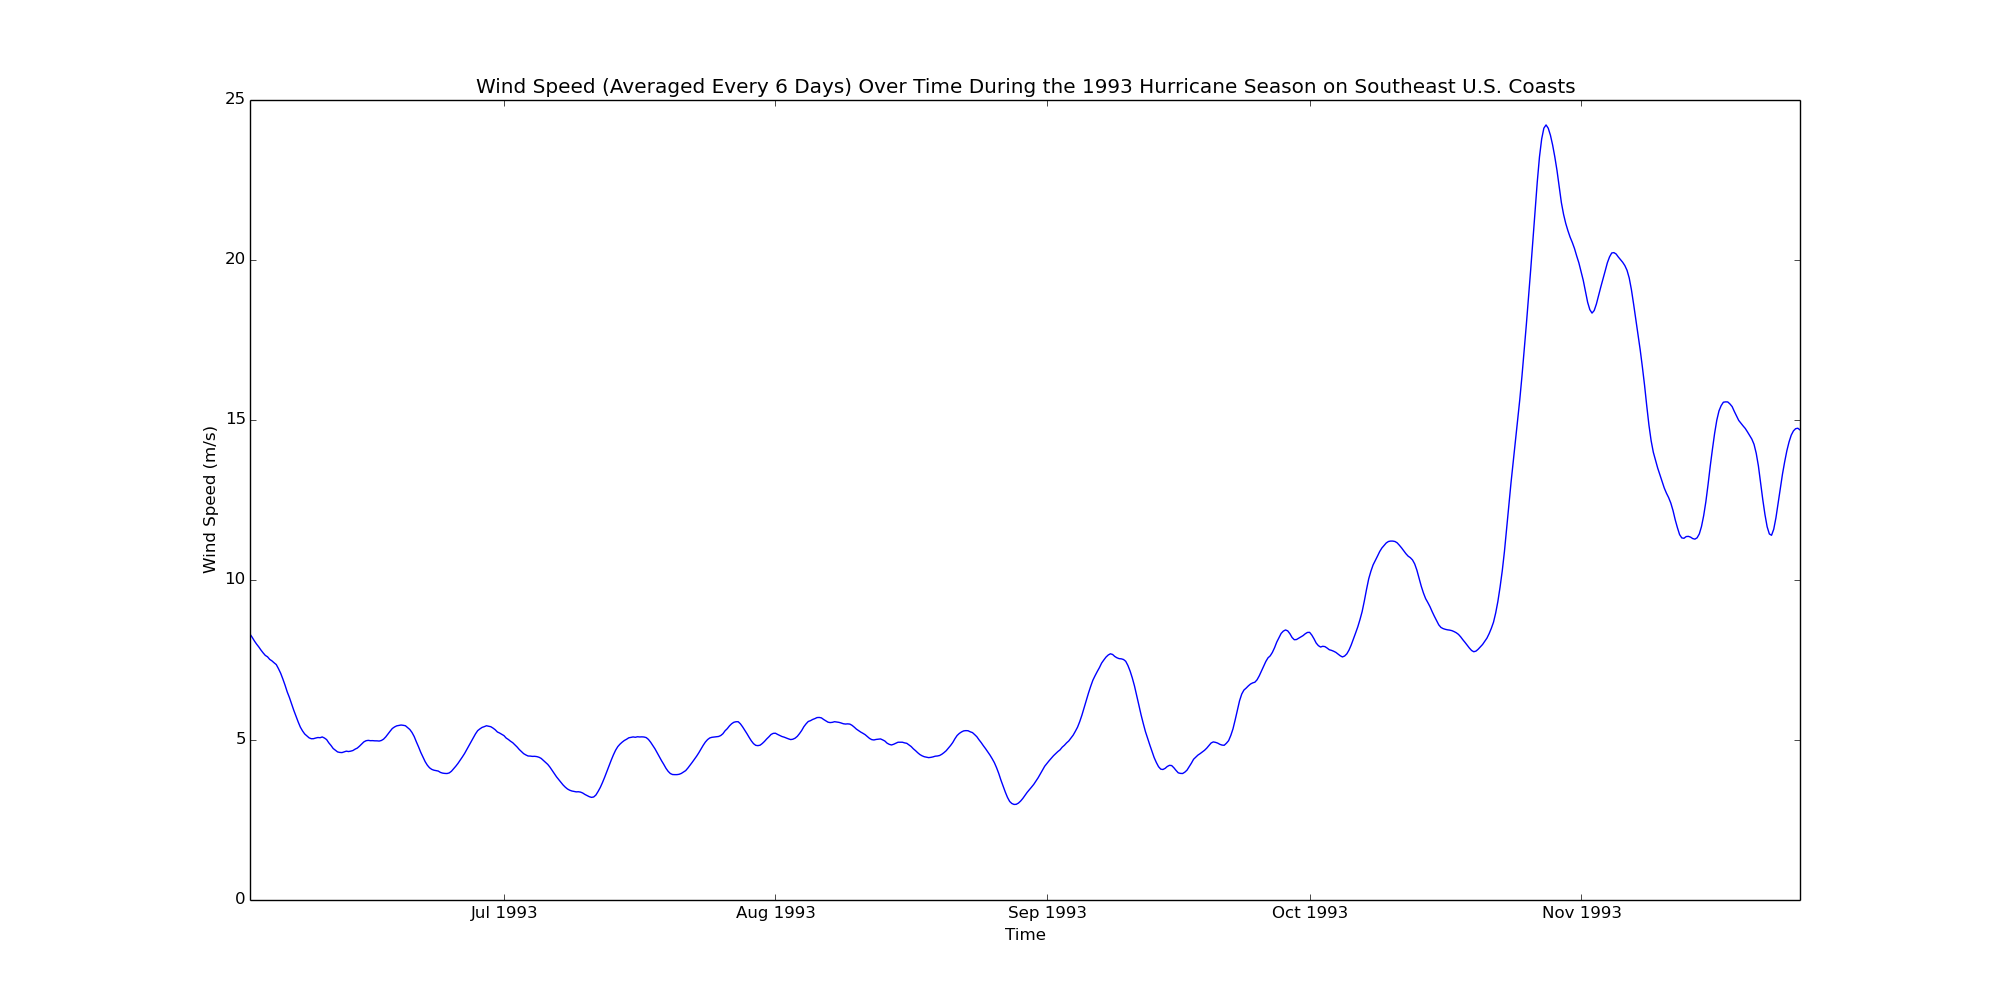 Wind Speed (Averaged Every 6 Days) Over Time During the 1993 Hurricane Season on Southeast U.S. Coasts
25
20
15
10
5
0
Wind Speed (m/s)
Jul 1993
Aug 1993
Sep 1993
Oct 1993
Nov 1993
Time